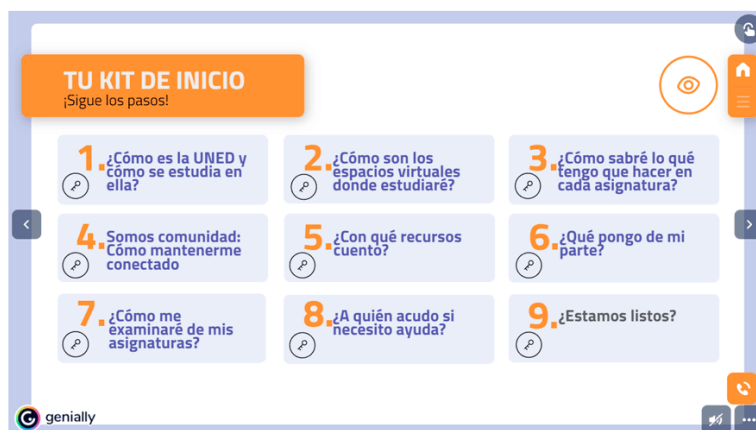 TU KIT DE INICIO
¡Sigue los pasos!
1. ¿Cómo es la UNED y
cómo se estudia en
ella?
2. ¿Cómo son los
espacios virtuales
donde estudiaré?
3. ¿Cómo sabré lo qué
tengo que hacer en
cada asignatura?
4. Somos comunidad:
Cómo mantenerme
conectado
5. ¿Con qué recursos
cuento?
6. ¿Qué pongo de mi
parte?
7. ¿Cómo me
examinaré de mis
asignaturas?
8. ¿A quién acudo si
necesito ayuda?
9. ¿Estamos listos?
genially